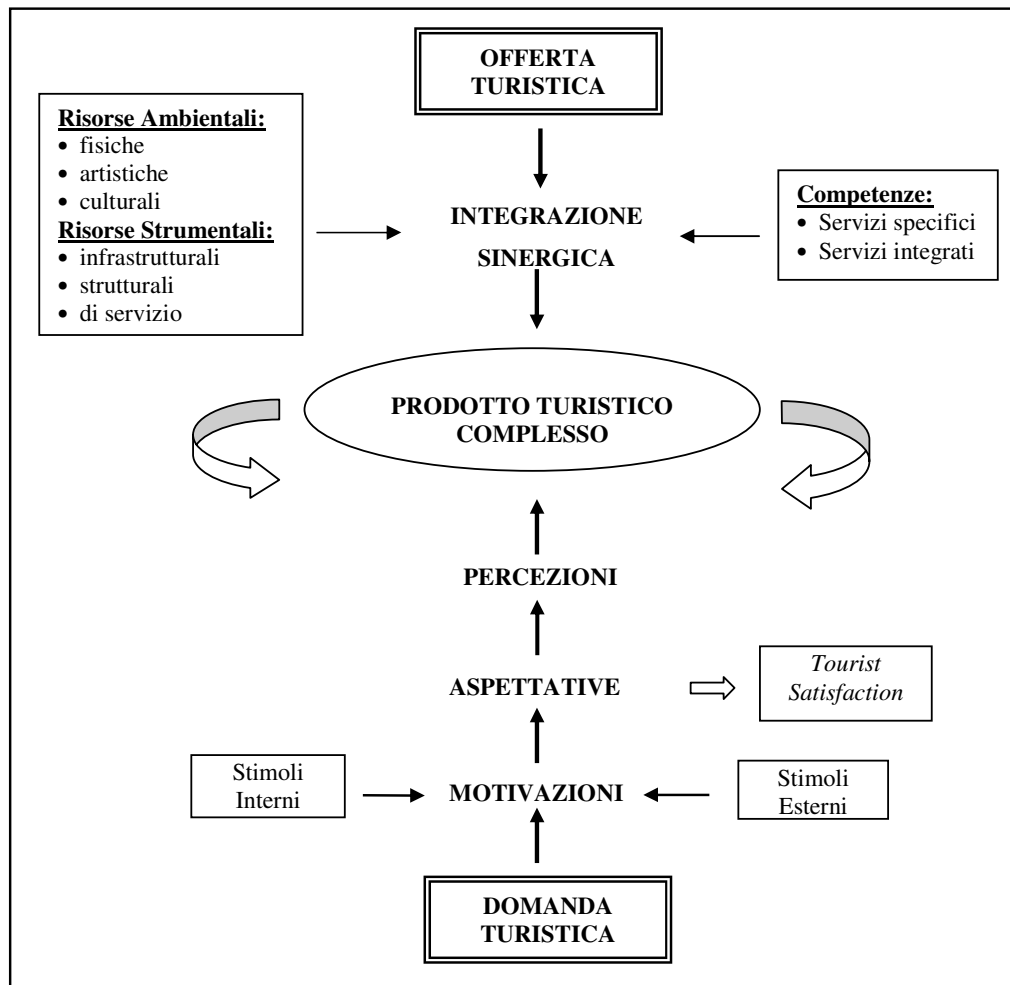 OFFERTA
TURISTICA
Risorse Ambientali:
• fisiche
• artistiche
• culturali
Risorse Strumentali:
• infrastrutturali
• strutturali
• di servizio
INTEGRAZIONE
SINERGICA
Competenze:
• Servizi specifici
• Servizi integrati
PRODOTTO TURISTICO
COMPLESSO
PERCEZIONI
ASPETTATIVE
Tourist
Satisfaction
Stimoli
Interni
MOTIVAZIONI
Stimoli
Esterni
DOMANDA
TURISTICA